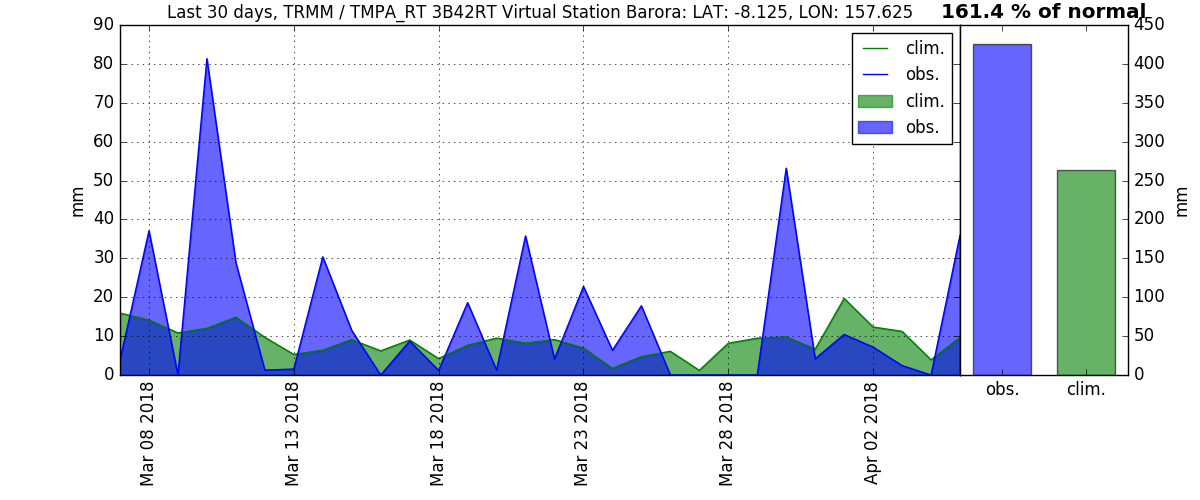 Last 30 days, TRMM / TMPA_RT 3B42RT Virtual Station Barora: LAT: -8.125, LON: 157.625
161.4 % of normal
90
80
70
60
50
40
30
20
10
0
mm
clim.
obs.
clim.
obs.
Mar 08 2018
Mar 13 2018
Mar 18 2018
Mar 23 2018
Mar 28 2018
Apr 02 2018
450
400
350
300
250
200
150
100
50
0
mm
obs.
clim.